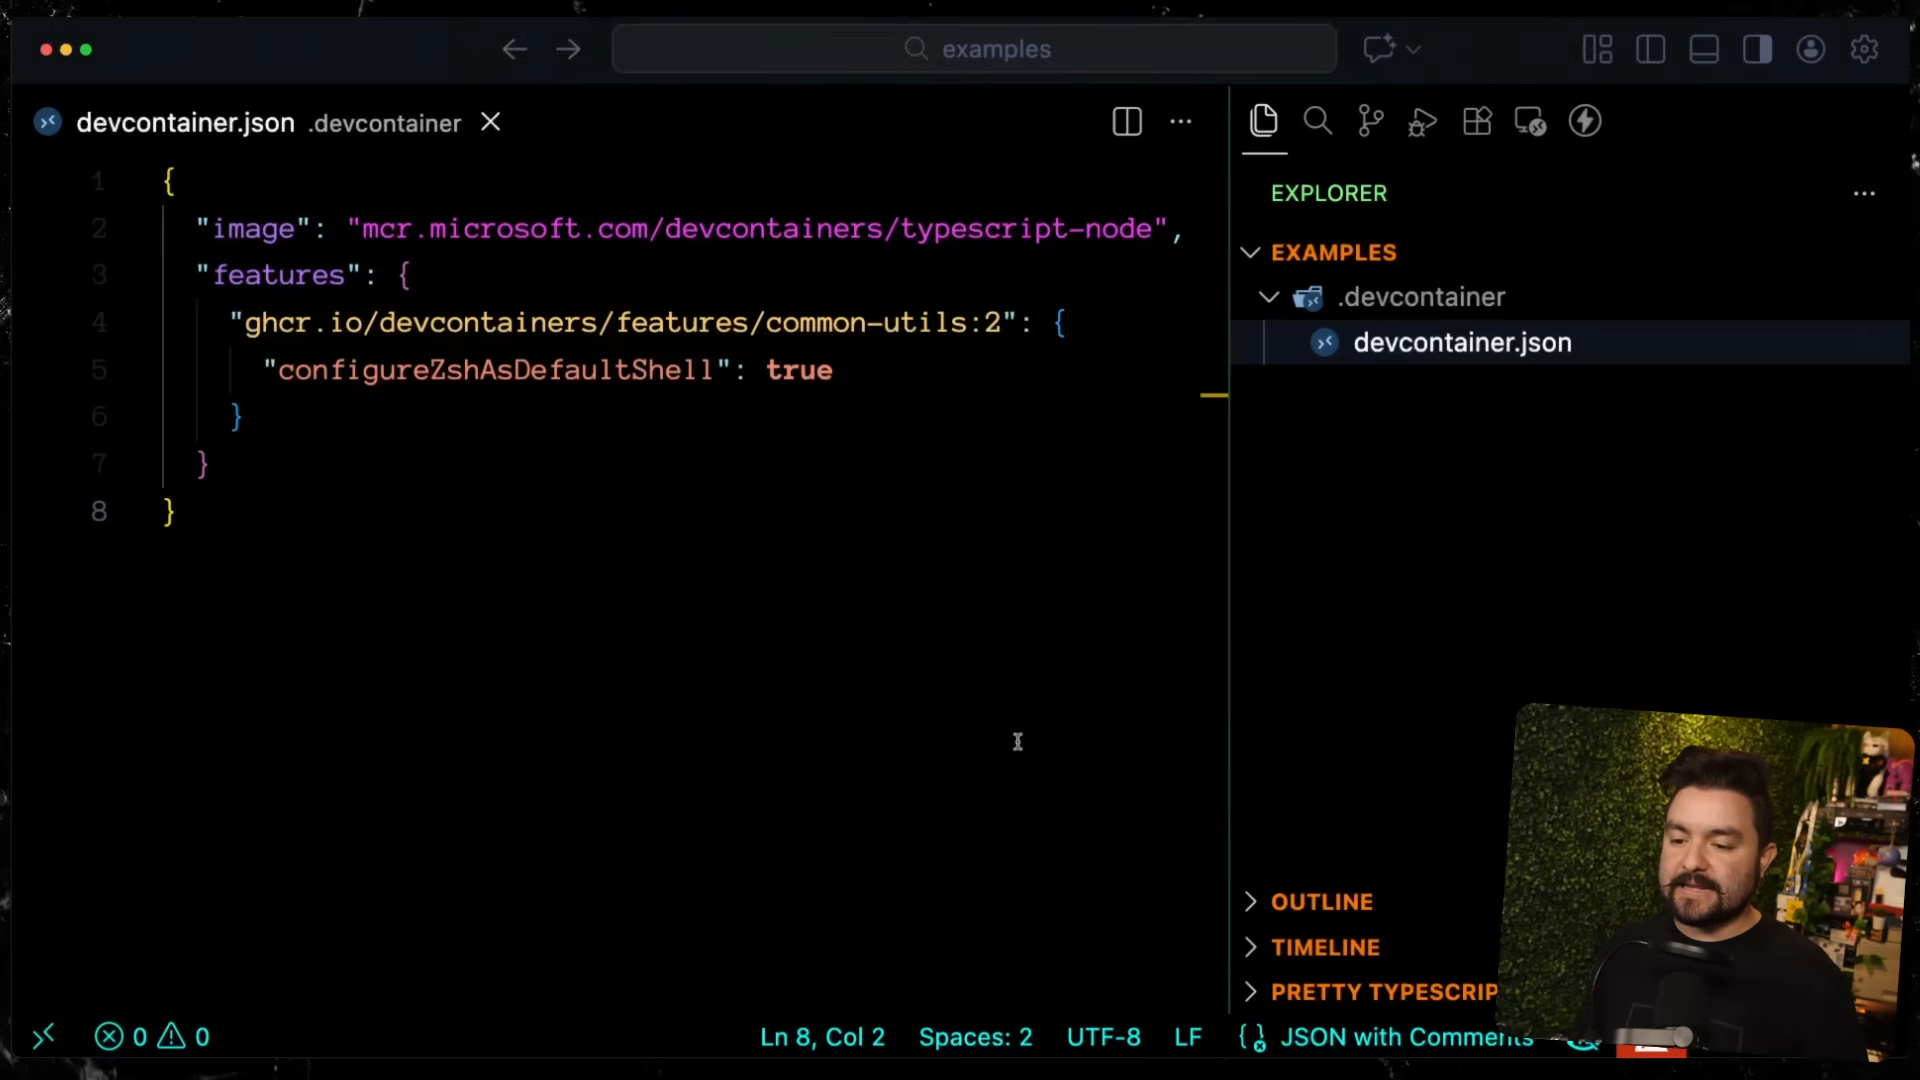 examples
devcontainer.json .devcontainer
1 {
2 "image": "mcr.microsoft.com/devcontainers/typescript-node",
3 "features": {
4 "ghcr.io/devcontainers/features/common-utils:2": {
5 "configureZshAsDefaultShell": true
6 }
7 }
8 }
EXPLORER
EXAMPLES
.devcontainer
devcontainer.json
OUTLINE
TIMELINE
PRETTY TYPESCRIP
0 0
Ln 8, Col 2 Spaces: 2 UTF-8 LF {} JSON with Comments